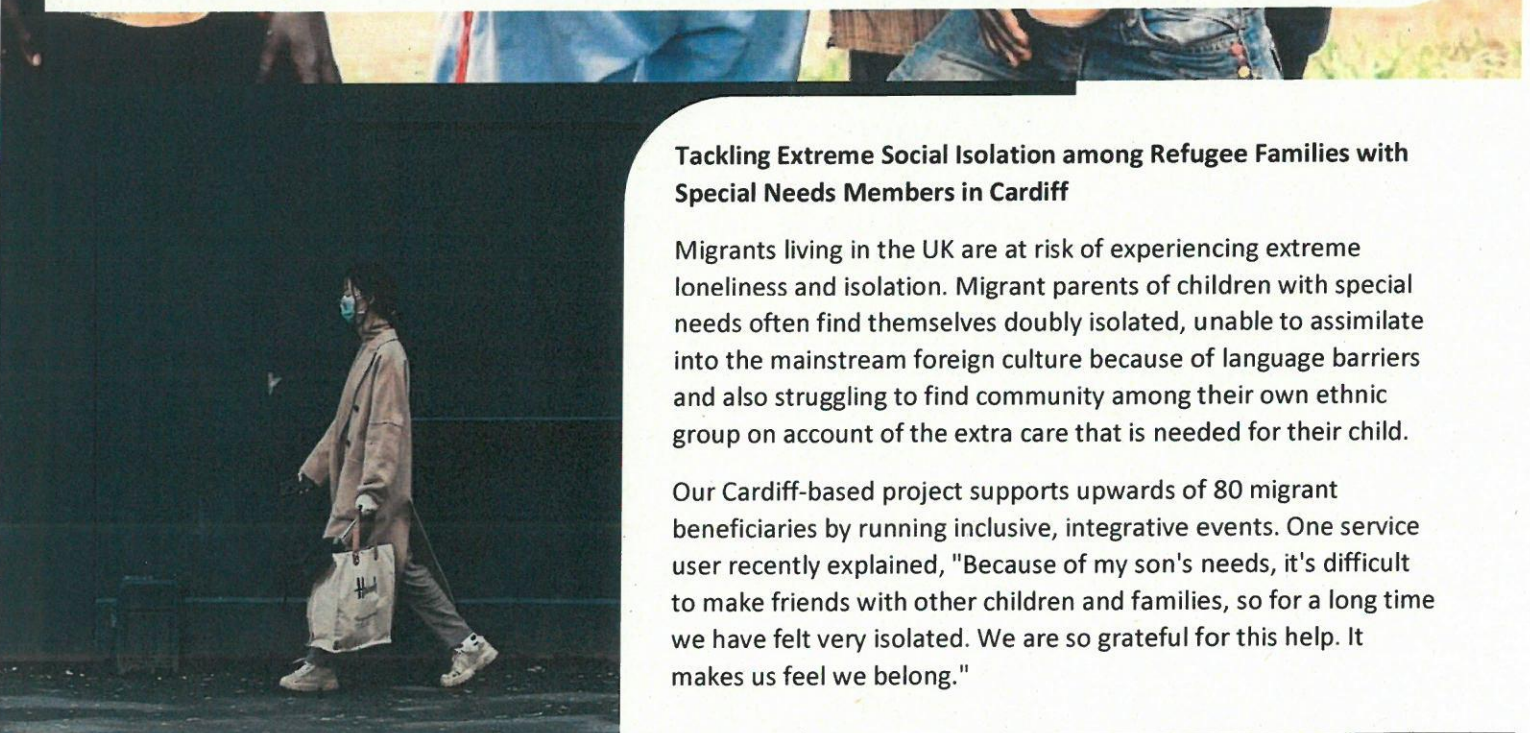 Tackling Extreme Social Isolation among Refugee Families with
Special Needs Members in Cardiff
Migrants living in the UK are at risk of experiencing extreme
loneliness and isolation. Migrant parents of children with special
needs often find themselves doubly isolated, unable to assimilate
into the mainstream foreign culture because of language barriers
and also struggling to find community among their own ethnic
group on account of the extra care that is needed for their child.
Our Cardiff-based project supports upwards of 80 migrant
beneficiaries by running inclusive, integrative events. One service
user recently explained, "Because of my son's needs, it's difficult
to make friends with other children and families, so for a long time
we have felt very isolated. We are so grateful for this help. It
makes us feel we belong."